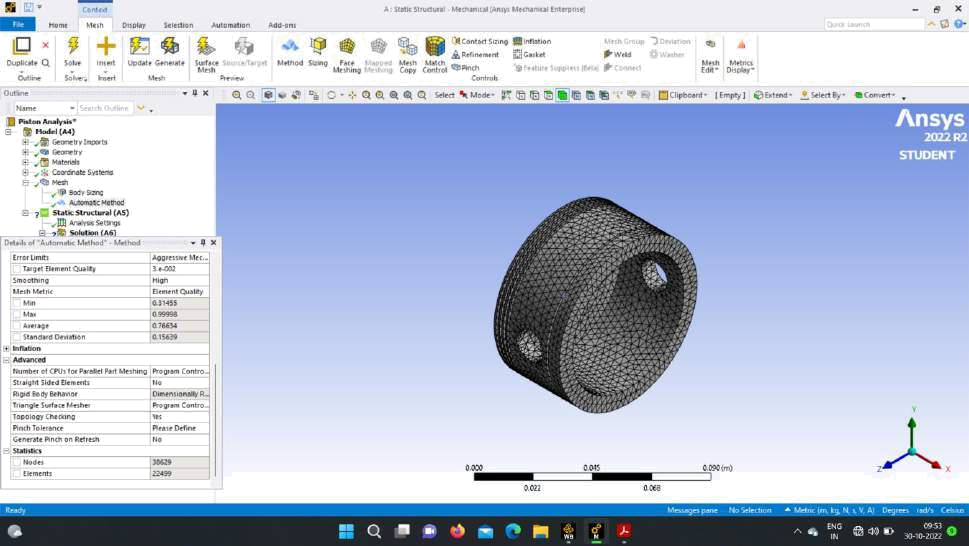 Context
A : Static Structural - Mechanical [Ansys Mechanical Enterprise]
File Home Mesh Display Selection Automation Add-ons
Quick Launch
Duplicate Solve Insert Update Generate Surface Mesh Source/Target Method Sizing Face Meshing Mapped Meshing Mesh Copy Match Control
Contact Sizing Inflation Mesh Group Deviation
Refinement Gasket Weld Washer
Pinch Feature Suppress (Beta) Connect
Mesh Edit Metrics Display
Outline Solve Insert Mesh Preview Controls
Outline
Select Mode Clipboard [ Empty ] Extend Select By Convert
Name Search Outline
Piston Analysis*
Model (A4)
Geometry Imports
Geometry
Materials
Coordinate Systems
Mesh
Body Sizing
Automatic Method
Static Structural (A5)
Analysis Settings
Solution (A6)
Details of "Automatic Method" - Method
Error Limits Aggressive Mec...
Target Element Quality 3.e-002
Smoothing High
Mesh Metric Element Quality
Min 0.31455
Max 0.99998
Average 0.76634
Standard Deviation 0.15639
Inflation
Advanced
Number of CPUs for Parallel Part Meshing Program Contro...
Straight Sided Elements No
Rigid Body Behavior Dimensionally R...
Triangle Surface Mesher Program Contro...
Topology Checking Yes
Pinch Tolerance Please Define
Generate Pinch on Refresh No
Statistics
Nodes 38629
Elements 22499
Ansys
2022 R2
STUDENT
0.000 0.045 0.090 (m)
0.022 0.068
Y
Z X
Ready Messages pane No Selection Metric (m, kg, N, s, V, A) Degrees rad/s Celsius
WB M
ENG
IN
09:53
30-10-2022